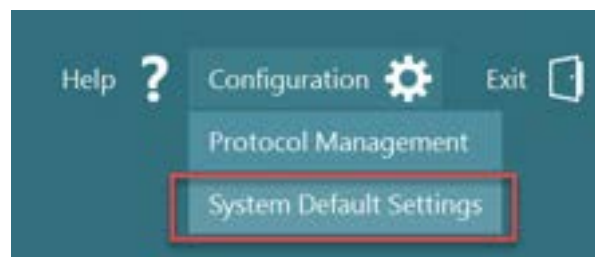 Help ? Configuration Exit
Protocol Management
System Default Settings